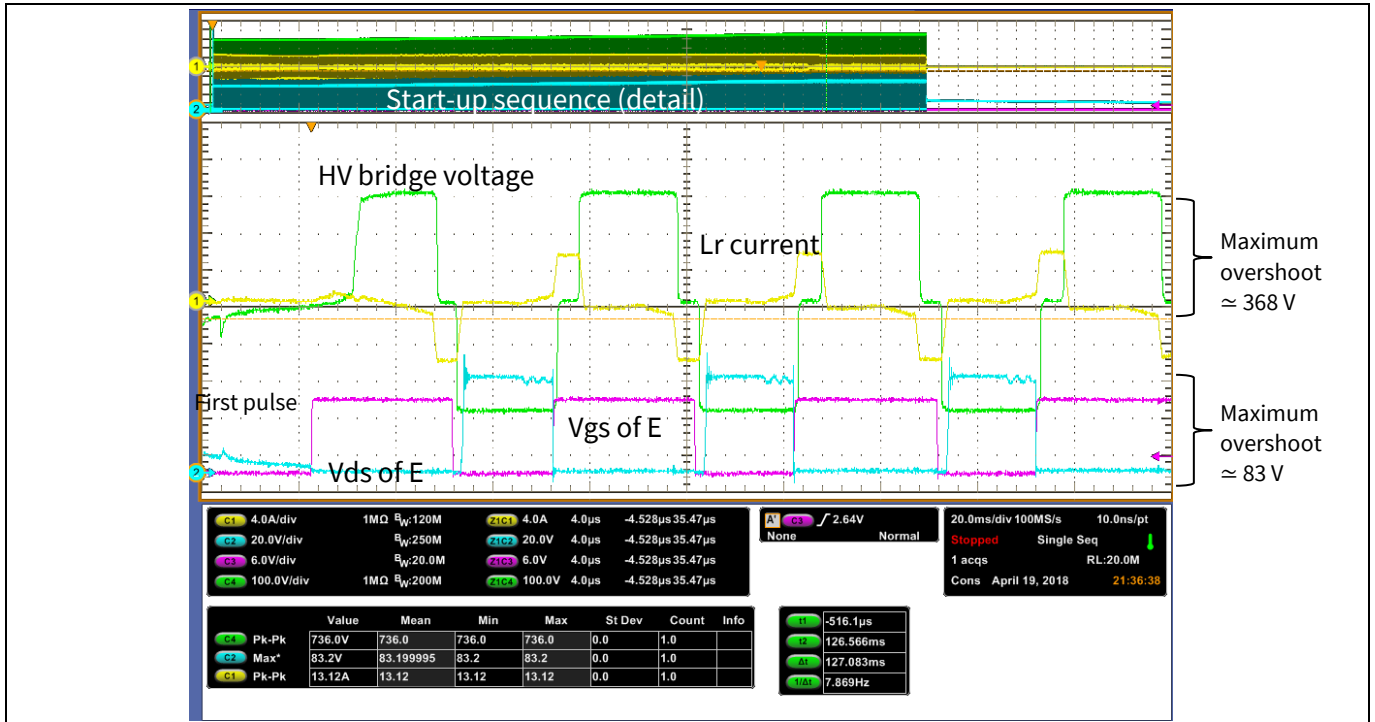 1
2
Start-up sequence (detail)
HV bridge voltage
Lr current
1
First pulse
Vgs of E
2
Vds of E
Maximum
overshoot
≃ 368 V
Maximum
overshoot
≃ 83 V
C1 4.0A/div 1MΩ BW:120M Z1C1 4.0A 4.0µs -4.528µs 35.47µs
C2 20.0V/div BW:250M Z1C2 20.0V 4.0µs -4.528µs 35.47µs
C3 6.0V/div BW:20.0M Z1C3 6.0V 4.0µs -4.528µs 35.47µs
C4 100.0V/div 1MΩ BW:200M Z1C4 100.0V 4.0µs -4.528µs 35.47µs
A' C3 2.64V
None Normal
20.0ms/div 100MS/s 10.0ns/pt
Stopped Single Seq
1 acqs RL:20.0M
Cons April 19, 2018 21:36:38
Value Mean Min Max St Dev Count Info
C4 Pk-Pk 736.0V 736.0 736.0 736.0 0.0 1.0
C2 Max* 83.2V 83.199995 83.2 83.2 0.0 1.0
C1 Pk-Pk 13.12A 13.12 13.12 13.12 0.0 1.0
t1 -516.1µs
t2 126.566ms
Δt 127.083ms
1/Δt 7.869Hz